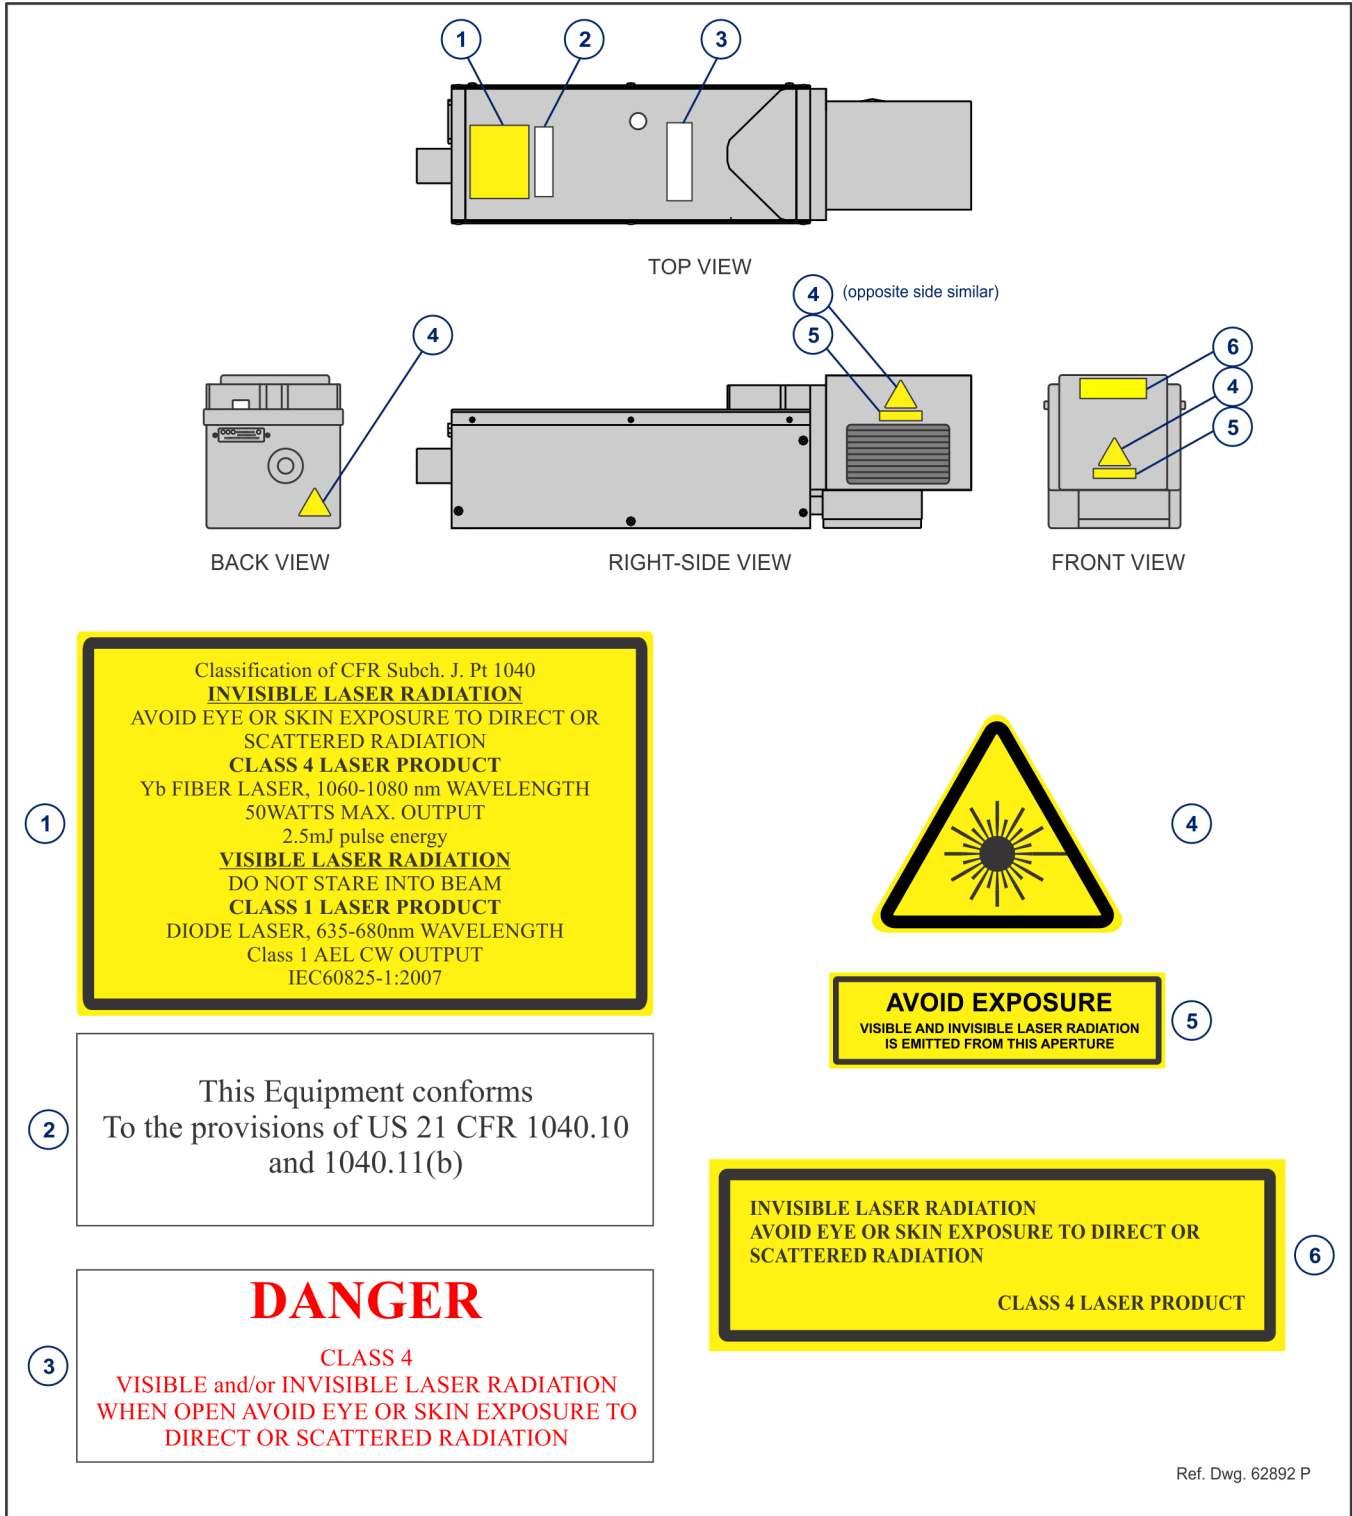 1 2 3
TOP VIEW
4 (opposite side similar)
5
4
6
4
5
BACK VIEW
RIGHT-SIDE VIEW
FRONT VIEW
1
Classification of CFR Subch. J. Pt 1040
INVISIBLE LASER RADIATION
AVOID EYE OR SKIN EXPOSURE TO DIRECT OR
SCATTERED RADIATION
CLASS 4 LASER PRODUCT
Yb FIBER LASER, 1060-1080 nm WAVELENGTH
50WATTS MAX. OUTPUT
2.5mJ pulse energy
VISIBLE LASER RADIATION
DO NOT STARE INTO BEAM
CLASS 1 LASER PRODUCT
DIODE LASER, 635-680nm WAVELENGTH
Class 1 AEL CW OUTPUT
IEC60825-1:2007
2
This Equipment conforms
To the provisions of US 21 CFR 1040.10
and 1040.11(b)
3
DANGER
CLASS 4
VISIBLE and/or INVISIBLE LASER RADIATION
WHEN OPEN AVOID EYE OR SKIN EXPOSURE TO
DIRECT OR SCATTERED RADIATION
4
AVOID EXPOSURE
VISIBLE AND INVISIBLE LASER RADIATION
IS EMITTED FROM THIS APERTURE
5
INVISIBLE LASER RADIATION
AVOID EYE OR SKIN EXPOSURE TO DIRECT OR
SCATTERED RADIATION
CLASS 4 LASER PRODUCT
6
Ref. Dwg. 62892 P